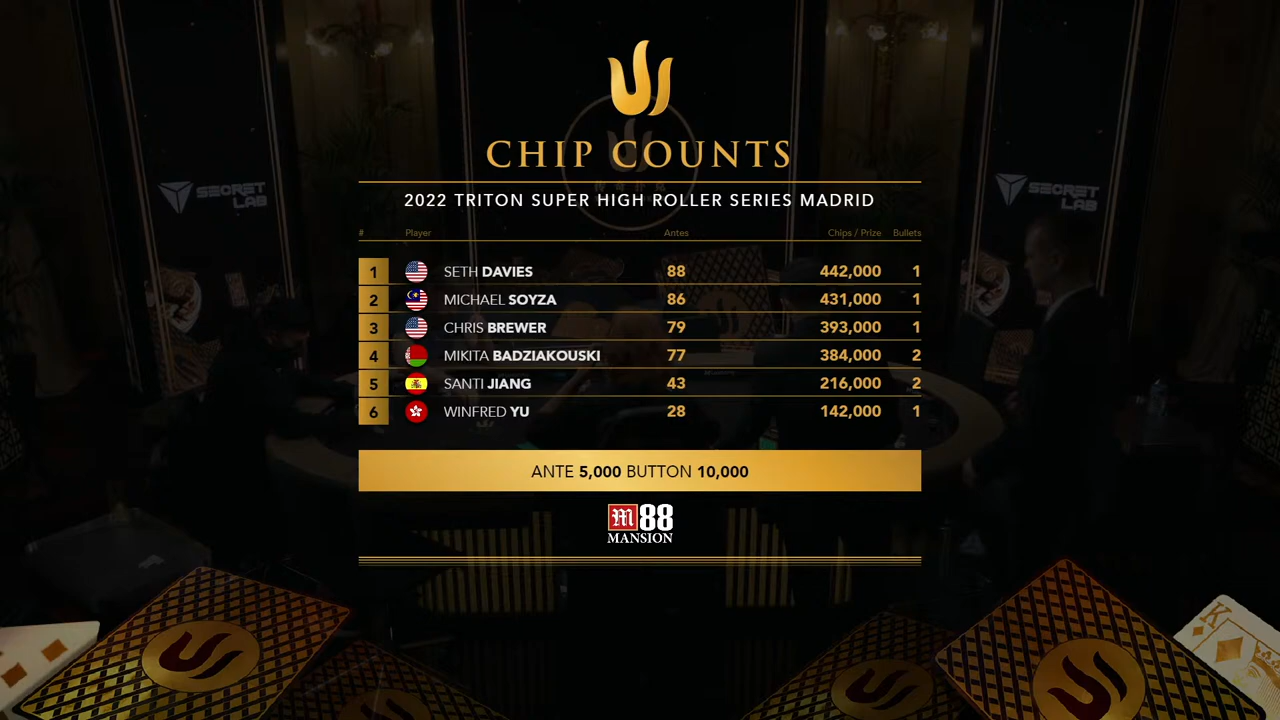 CHIP COUNTS
SECRET LAB
SECRET LAB
2022 TRITON SUPER HIGH ROLLER SERIES MADRID
# Player Antes Chips / Prize Bullets
1 SETH DAVIES 88 442,000 1
2 MICHAEL SOYZA 86 431,000 1
3 CHRIS BREWER 79 393,000 1
4 MIKITA BADZIAKOUSKI 77 384,000 2
5 SANTI JIANG 43 216,000 2
6 WINFRED YU 28 142,000 1
ANTE 5,000 BUTTON 10,000
M88
MANSION
K